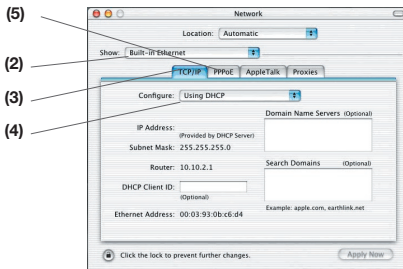 (5)
(2)
(3)
(4)
Network
Location: Automatic
Show: Built-in Ethernet
TCP/IP PPPoE AppleTalk Proxies
Configure: Using DHCP
Domain Name Servers (Optional)
IP Address:
(Provided by DHCP Server)
Subnet Mask: 255.255.255.0
Router: 10.10.2.1
Search Domains (Optional)
DHCP Client ID:
(Optional)
Example: apple.com, earthlink.net
Ethernet Address: 00:03:93:0b:c6:d4
Click the lock to prevent further changes.
Apply Now